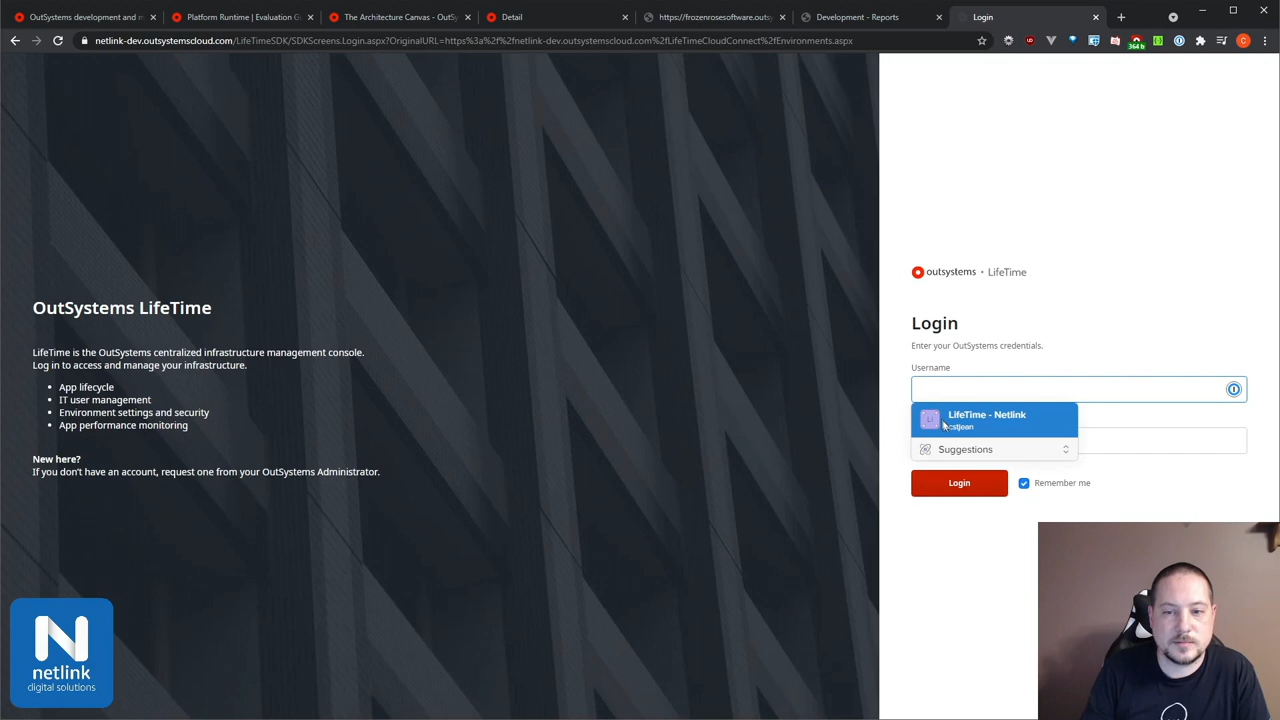 OutSystems development and m
Platform Runtime | Evaluation G
The Architecture Canvas - OutSy
Detail
https://frozenrosesoftware.outsy
Development - Reports
Login
netlink-dev.outsystemscloud.com/LifeTimeSDK/SDKScreens.Login.aspx?OriginalURL=https%3a%2f%2fnetlink-dev.outsystemscloud.com%2fLifeTimeCloudConnect%2fEnvironments.aspx
364 b
OutSystems LifeTime
LifeTime is the OutSystems centralized infrastructure management console.
Log in to access and manage your infrastructure.
• App lifecycle
• IT user management
• Environment settings and security
• App performance monitoring
New here?
If you don't have an account, request one from your OutSystems Administrator.
outsystems • LifeTime
Login
Enter your OutSystems credentials.
Username
LifeTime - Netlink
cstjean
Suggestions
Login
Remember me
N
netlink
digital solutions